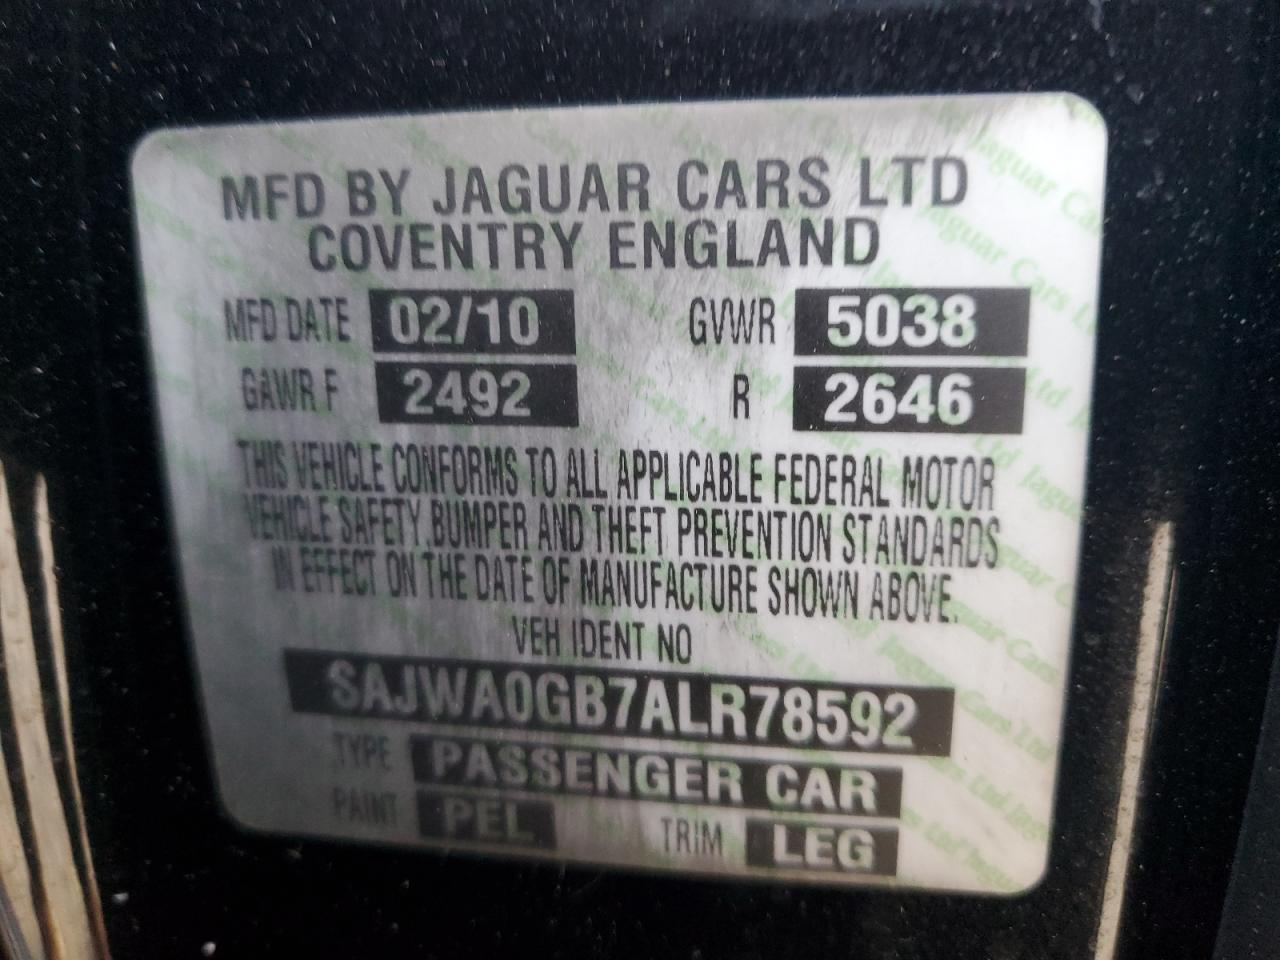 MFD BY JAGUAR CARS LTD
COVENTRY ENGLAND
MFD DATE 02/10 GVWR 5038
GAWR F 2492 R 2646
THIS VEHICLE CONFORMS TO ALL APPLICABLE FEDERAL MOTOR
VEHICLE SAFETY, BUMPER AND THEFT PREVENTION STANDARDS
IN EFFECT ON THE DATE OF MANUFACTURE SHOWN ABOVE.
VEH IDENT NO
SAJWA0GB7ALR78592
TYPE PASSENGER CAR
PAINT PEL TRIM LEG